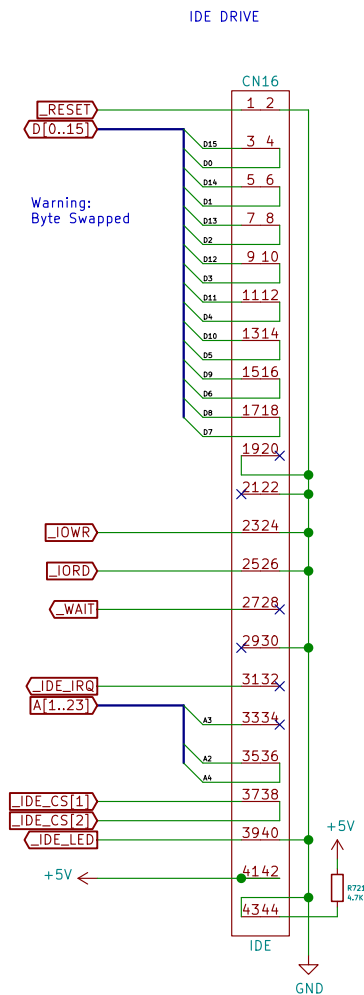 IDE DRIVE
CN16
_RESET
1 2
D[0..15]
D15
3 4
D0
D14
5 6
D1
Warning:
Byte Swapped
D13
7 8
D2
D12
9 10
D3
D11
1112
D4
D10
1314
D5
D9
1516
D6
D8
1718
D7
1920
2122
_IOWR
2324
_IORD
2526
_WAIT
2728
2930
_IDE_IRQ
3132
A[1..23]
A3
3334
A2
3536
A4
_IDE_CS[1]
3738
_IDE_CS[2]
_IDE_LED
3940
+5V
+5V
4142
R721
4.7K
4344
IDE
GND